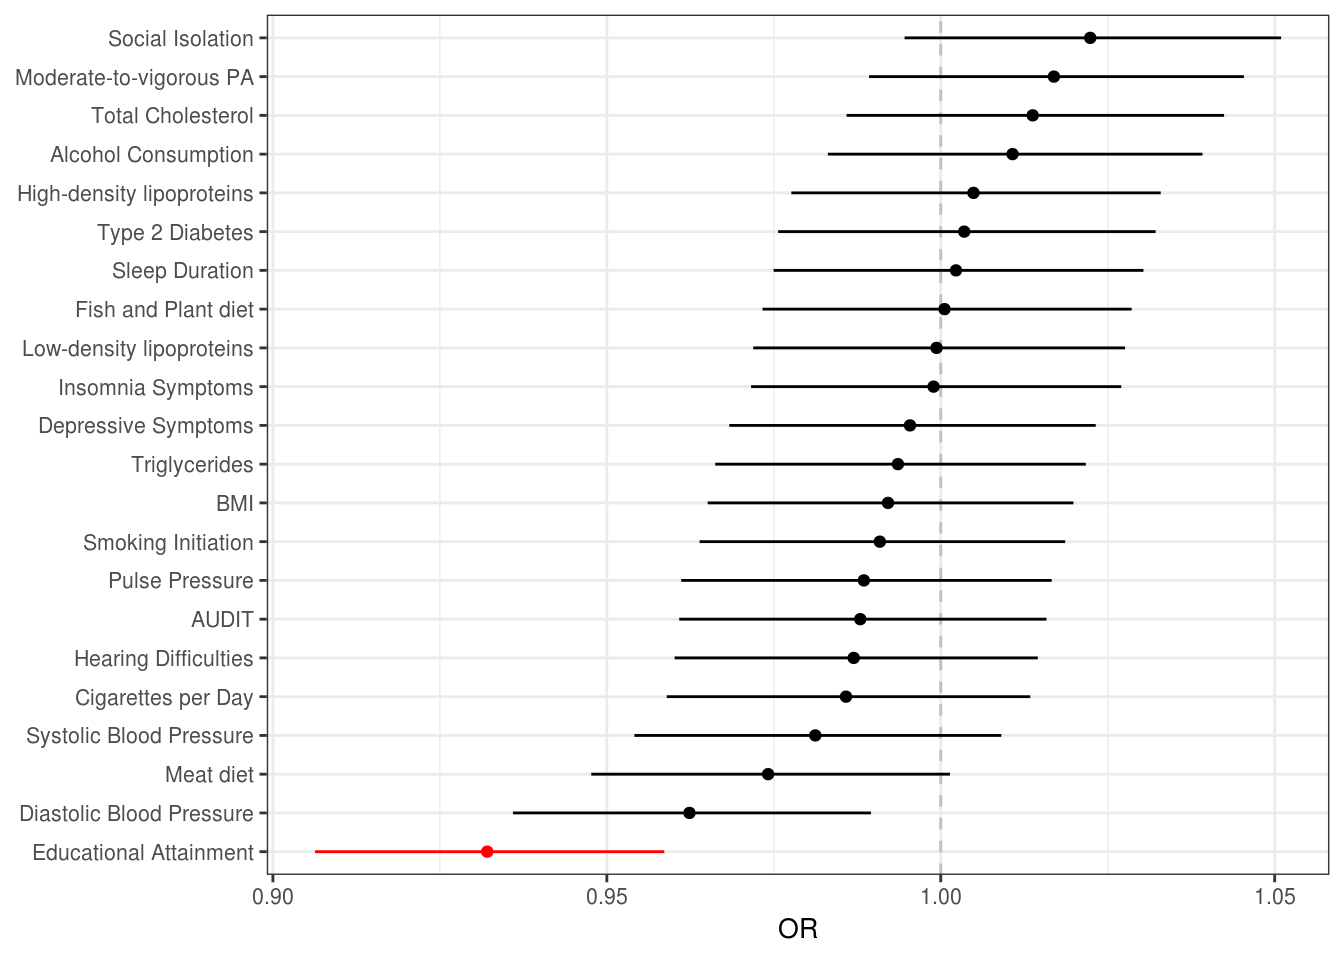 Social Isolation
Moderate-to-vigorous PA
Total Cholesterol
Alcohol Consumption
High-density lipoproteins
Type 2 Diabetes
Sleep Duration
Fish and Plant diet
Low-density lipoproteins
Insomnia Symptoms
Depressive Symptoms
Triglycerides
BMI
Smoking Initiation
Pulse Pressure
AUDIT
Hearing Difficulties
Cigarettes per Day
Systolic Blood Pressure
Meat diet
Diastolic Blood Pressure
Educational Attainment
0.90 0.95 1.00 1.05
OR